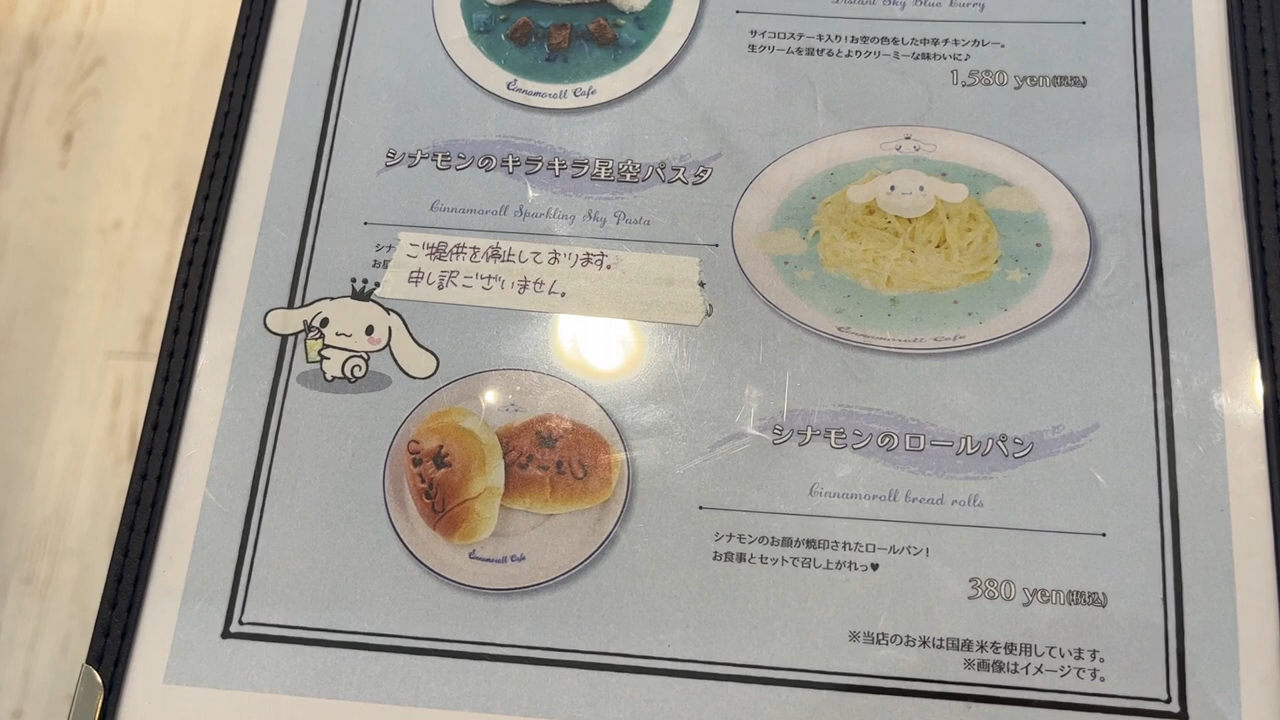 Distant Sky Blue Curry
サイコロステーキ入り！お空の色をした中辛チキンカレー。
生クリームを混ぜるとよりクリーミーな味わいに♪
1,580 yen(税込)
Cinnamoroll Cafe
シナモンのキラキラ星空パスタ
Cinnamoroll Sparkling Sky Pasta
シナ
お
ご提供を停止しております。
申し訳ございません。
Cinnamoroll Cafe
シナモンのロールパン
Cinnamoroll bread rolls
シナモンのお顔が焼印されたロールパン！
お食事とセットで召し上がれっ♥
380 yen(税込)
Cinnamoroll Cafe
※当店のお米は国産米を使用しています。
※画像はイメージです。